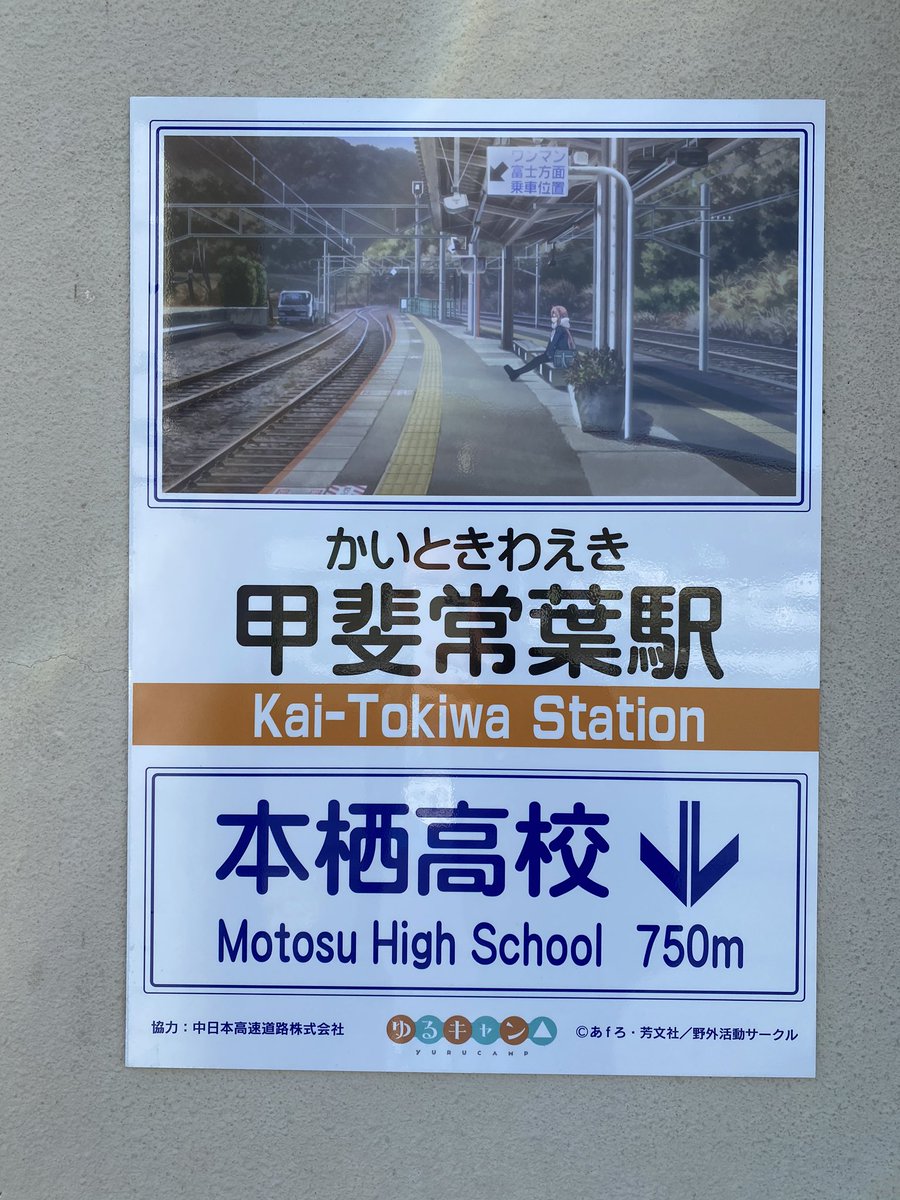 ワンマン
富士方面
乗車位置
かいときわえき
甲斐常葉駅
Kai-Tokiwa Station
本栖高校
Motosu High School 750m
協力：中日本高速道路株式会社
ゆるキャン△
YURUCAMP
©あfろ・芳文社／野外活動サークル